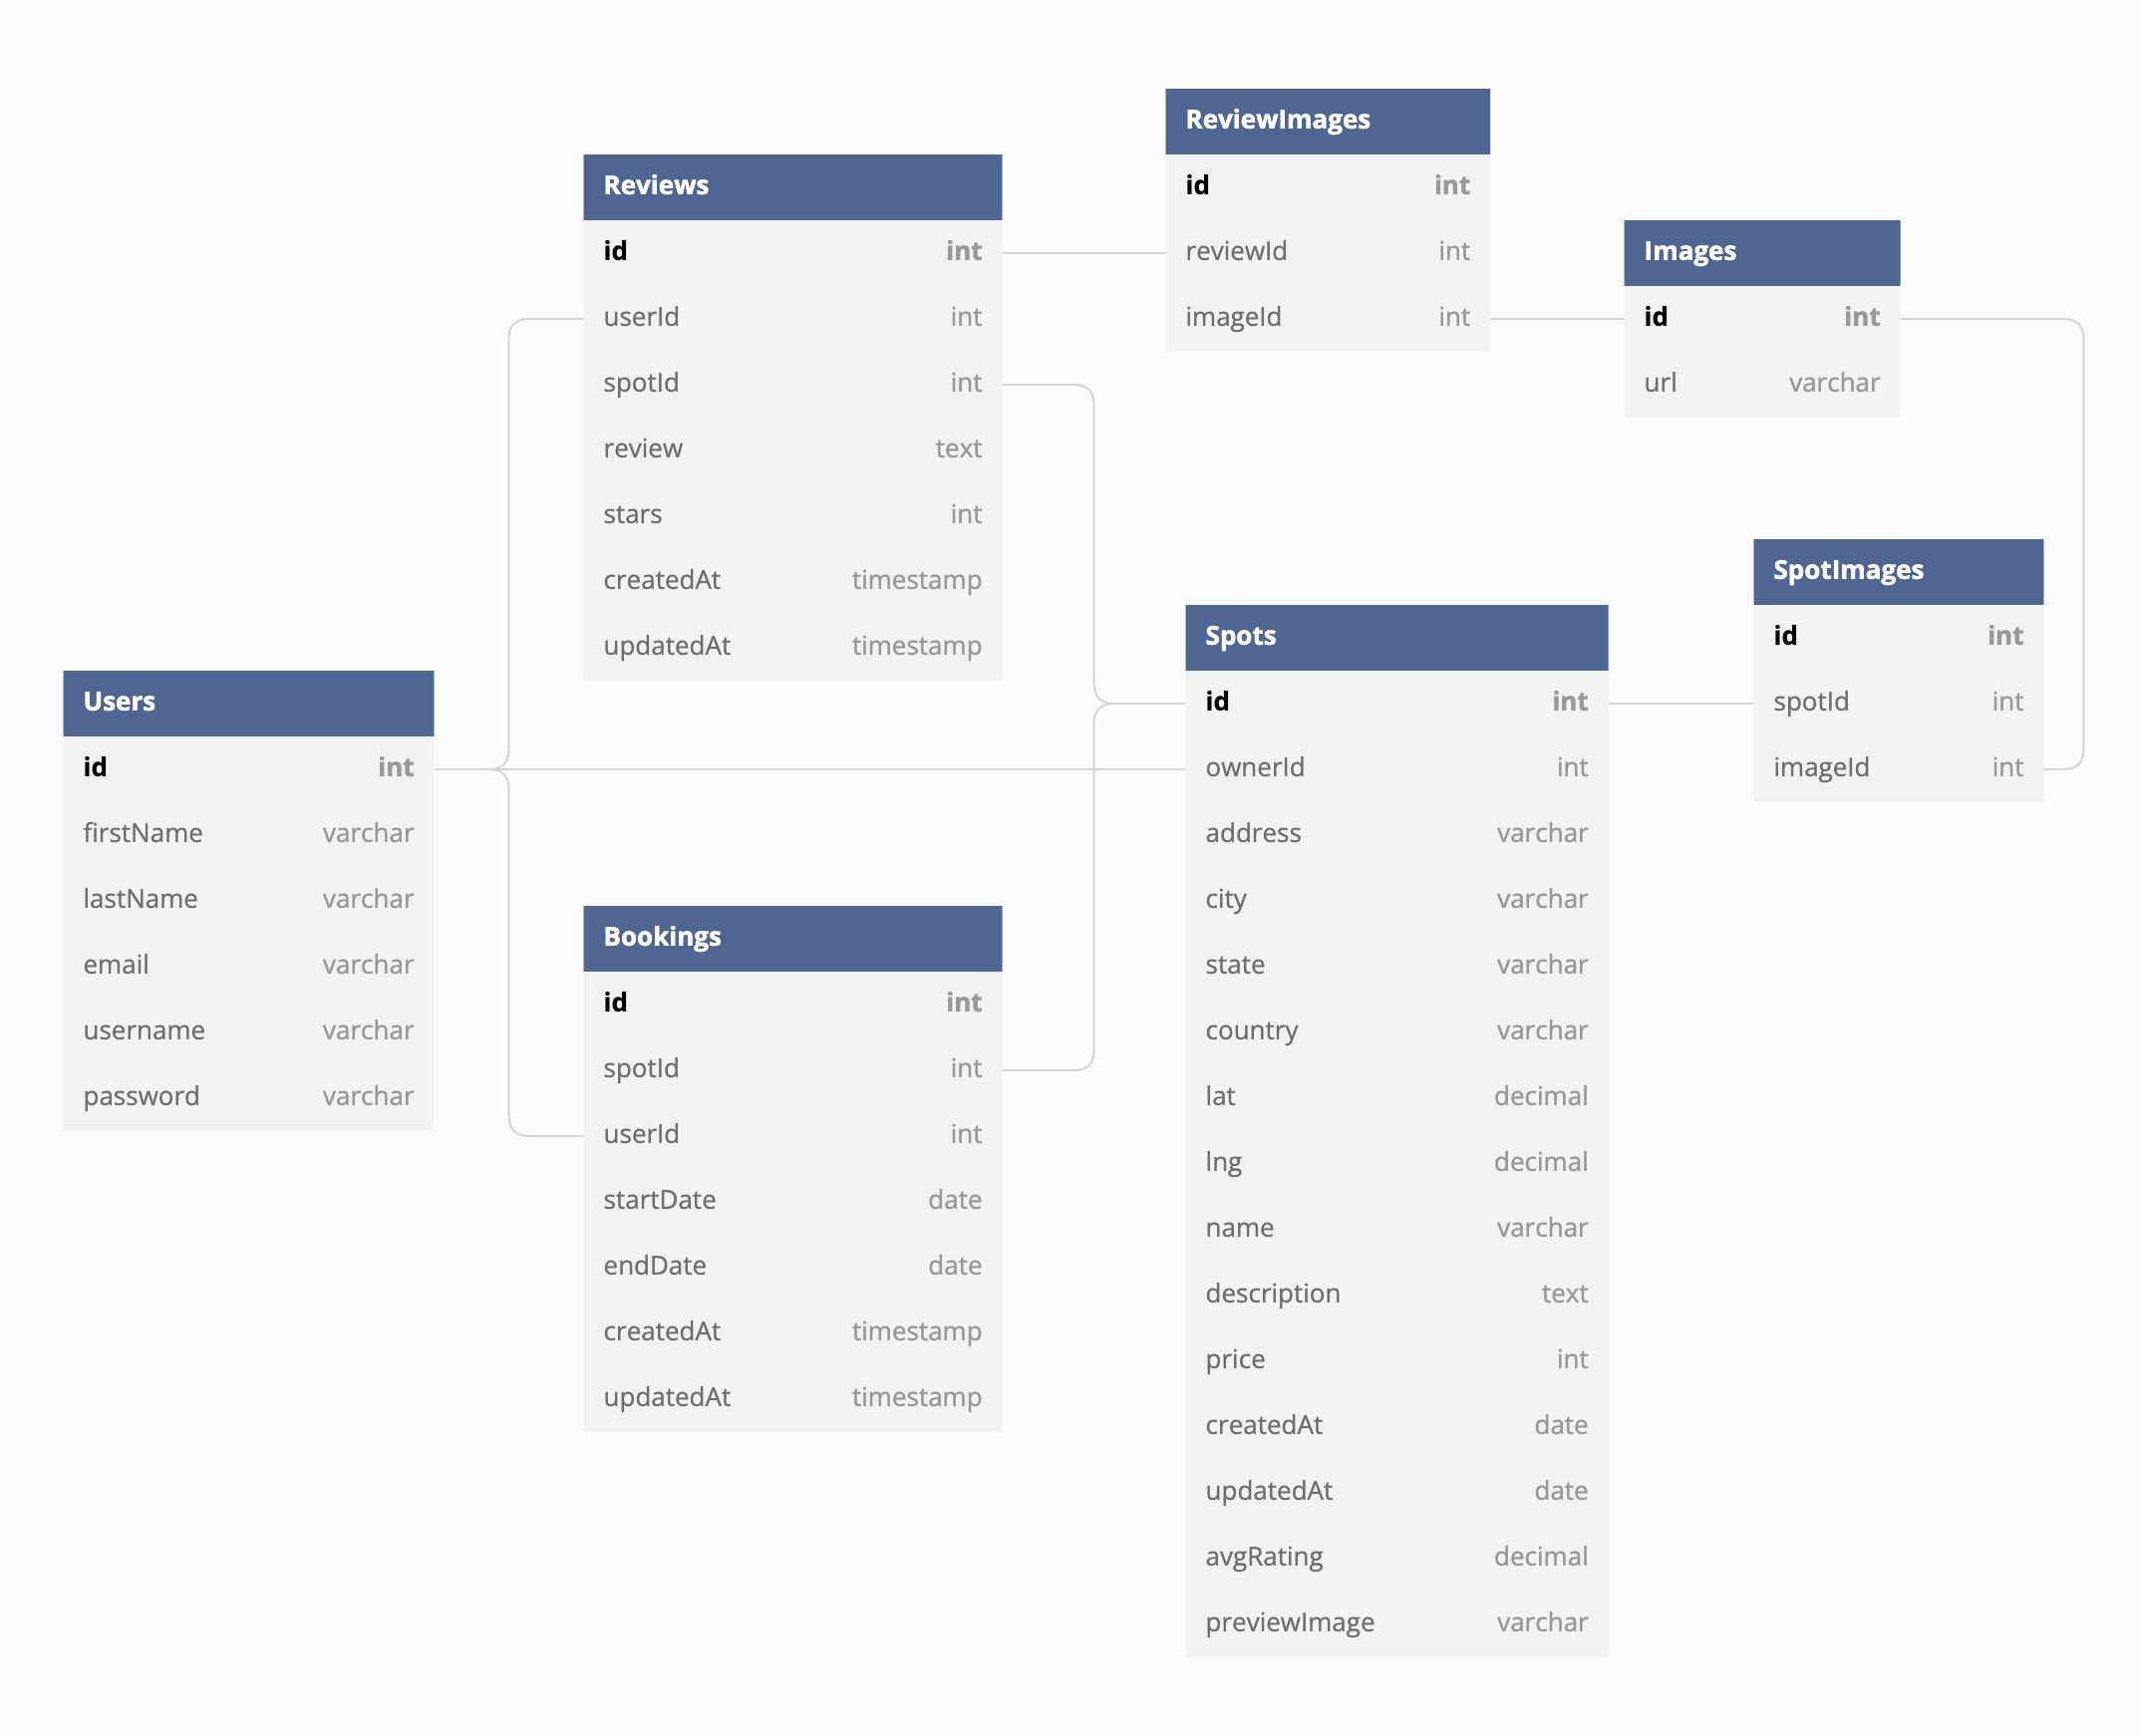 ReviewImages
id int
reviewId int
imageId int
Reviews
id int
userId int
spotId int
review text
stars int
createdAt timestamp
updatedAt timestamp
Images
id int
url varchar
SpotImages
id int
spotId int
imageId int
Users
id int
firstName varchar
lastName varchar
email varchar
username varchar
password varchar
Spots
id int
ownerId int
address varchar
city varchar
state varchar
country varchar
lat decimal
lng decimal
name varchar
description text
price int
createdAt date
updatedAt date
avgRating decimal
previewImage varchar
Bookings
id int
spotId int
userId int
startDate date
endDate date
createdAt timestamp
updatedAt timestamp